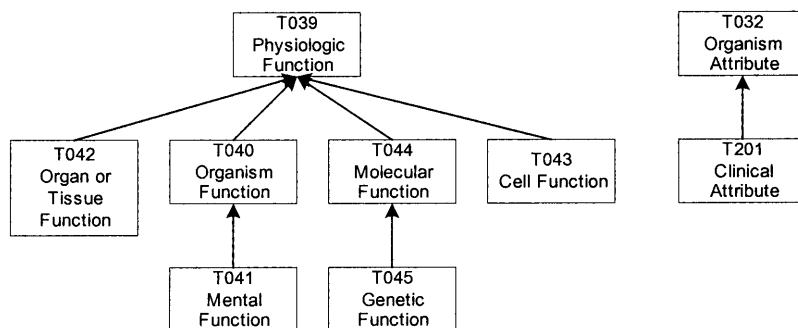 T039
Physiologic
Function
T032
Organism
Attribute
T042
Organ or
Tissue
Function
T040
Organism
Function
T044
Molecular
Function
T043
Cell Function
T201
Clinical
Attribute
T041
Mental
Function
T045
Genetic
Function